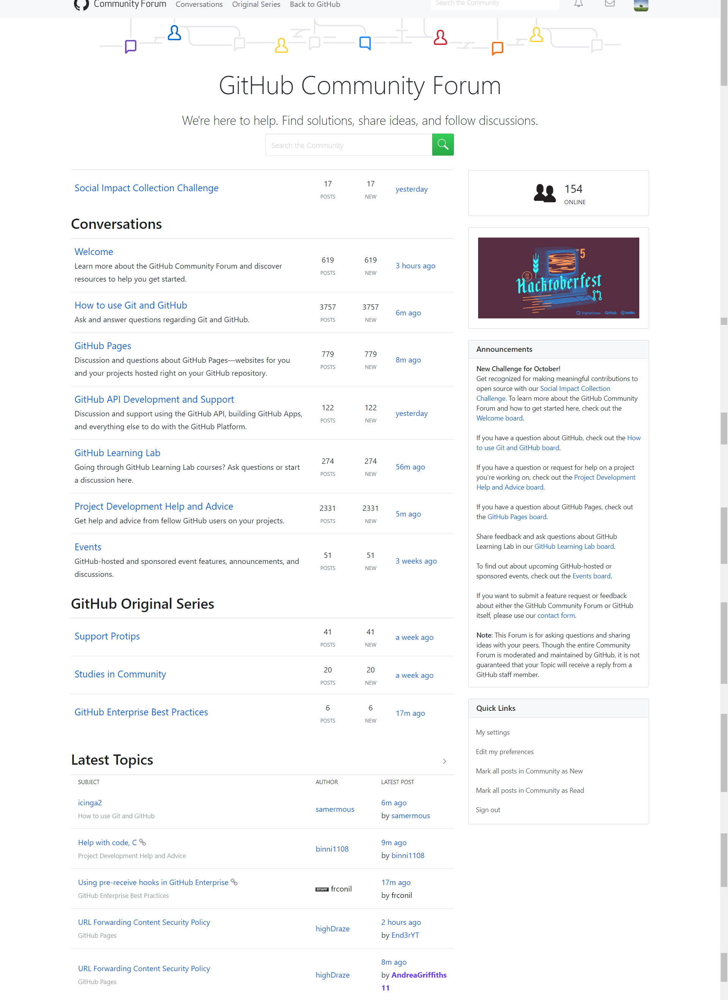 Community Forum Conversations Original Series Back to GitHub Search the Community
GitHub Community Forum
We're here to help. Find solutions, share ideas, and follow discussions.
Search the Community
Social Impact Collection Challenge
17
POSTS
17
NEW
yesterday
Conversations
Welcome
Learn more about the GitHub Community Forum and discover
resources to help you get started.
619
POSTS
619
NEW
3 hours ago
How to use Git and GitHub
Ask and answer questions regarding Git and GitHub.
3757
POSTS
3757
NEW
6m ago
GitHub Pages
Discussion and questions about GitHub Pages—websites for you
and your projects hosted right on your GitHub repository.
779
POSTS
779
NEW
8m ago
GitHub API Development and Support
Discussion and support using the GitHub API, building GitHub Apps,
and everything else to do with the GitHub Platform.
122
POSTS
122
NEW
yesterday
GitHub Learning Lab
Going through GitHub Learning Lab courses? Ask questions or start
a discussion here.
274
POSTS
274
NEW
56m ago
Project Development Help and Advice
Get help and advice from fellow GitHub users on your projects.
2331
POSTS
2331
NEW
5m ago
Events
GitHub-hosted and sponsored event features, announcements, and
discussions.
51
POSTS
51
NEW
3 weeks ago
GitHub Original Series
Support Protips
41
POSTS
41
NEW
a week ago
Studies in Community
20
POSTS
20
NEW
a week ago
GitHub Enterprise Best Practices
6
POSTS
6
NEW
17m ago
Latest Topics
SUBJECT AUTHOR LATEST POST
icinga2
How to use Git and GitHub
samermous
6m ago
by samermous
Help with code, C
Project Development Help and Advice
binni1108
9m ago
by binni1108
Using pre-receive hooks in GitHub Enterprise
GitHub Enterprise Best Practices
STAFF frconil
17m ago
by frconil
URL Forwarding Content Security Policy
GitHub Pages
highDraze
2 hours ago
by End3rYT
URL Forwarding Content Security Policy
GitHub Pages
highDraze
8m ago
by AndreaGriffiths
11
154
ONLINE
NO. 5
2018
Hacktoberfest
DigitalOcean GitHub twilio
Announcements
New Challenge for October!
Get recognized for making meaningful contributions to
open source with our Social Impact Collection
Challenge. To learn more about the GitHub Community
Forum and how to get started here, check out the
Welcome board.
If you have a question about GitHub, check out the How
to use Git and GitHub board.
If you have a question or request for help on a project
you're working on, check out the Project Development
Help and Advice board.
If you have a question about GitHub Pages, check out
the GitHub Pages board.
Share feedback and ask questions about GitHub
Learning Lab in our GitHub Learning Lab board.
To find out about upcoming GitHub-hosted or
sponsored events, check out the Events board.
If you want to submit a feature request or feedback
about either the GitHub Community Forum or GitHub
itself, please use our contact form.
Note: This Forum is for asking questions and sharing
ideas with your peers. Though the entire Community
Forum is moderated and maintained by GitHub, it is not
guaranteed that your Topic will receive a reply from a
GitHub staff member.
Quick Links
My settings
Edit my preferences
Mark all posts in Community as New
Mark all posts in Community as Read
Sign out